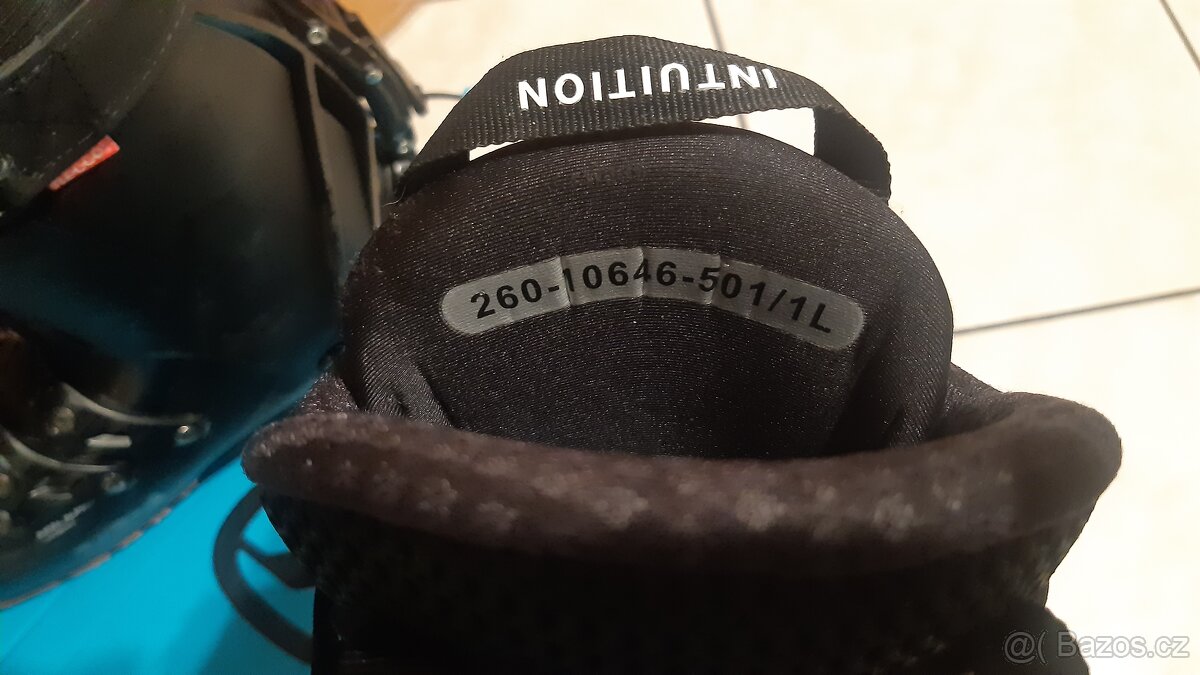 INTUITION
260-10646-501/1L
@( Bazos.cz